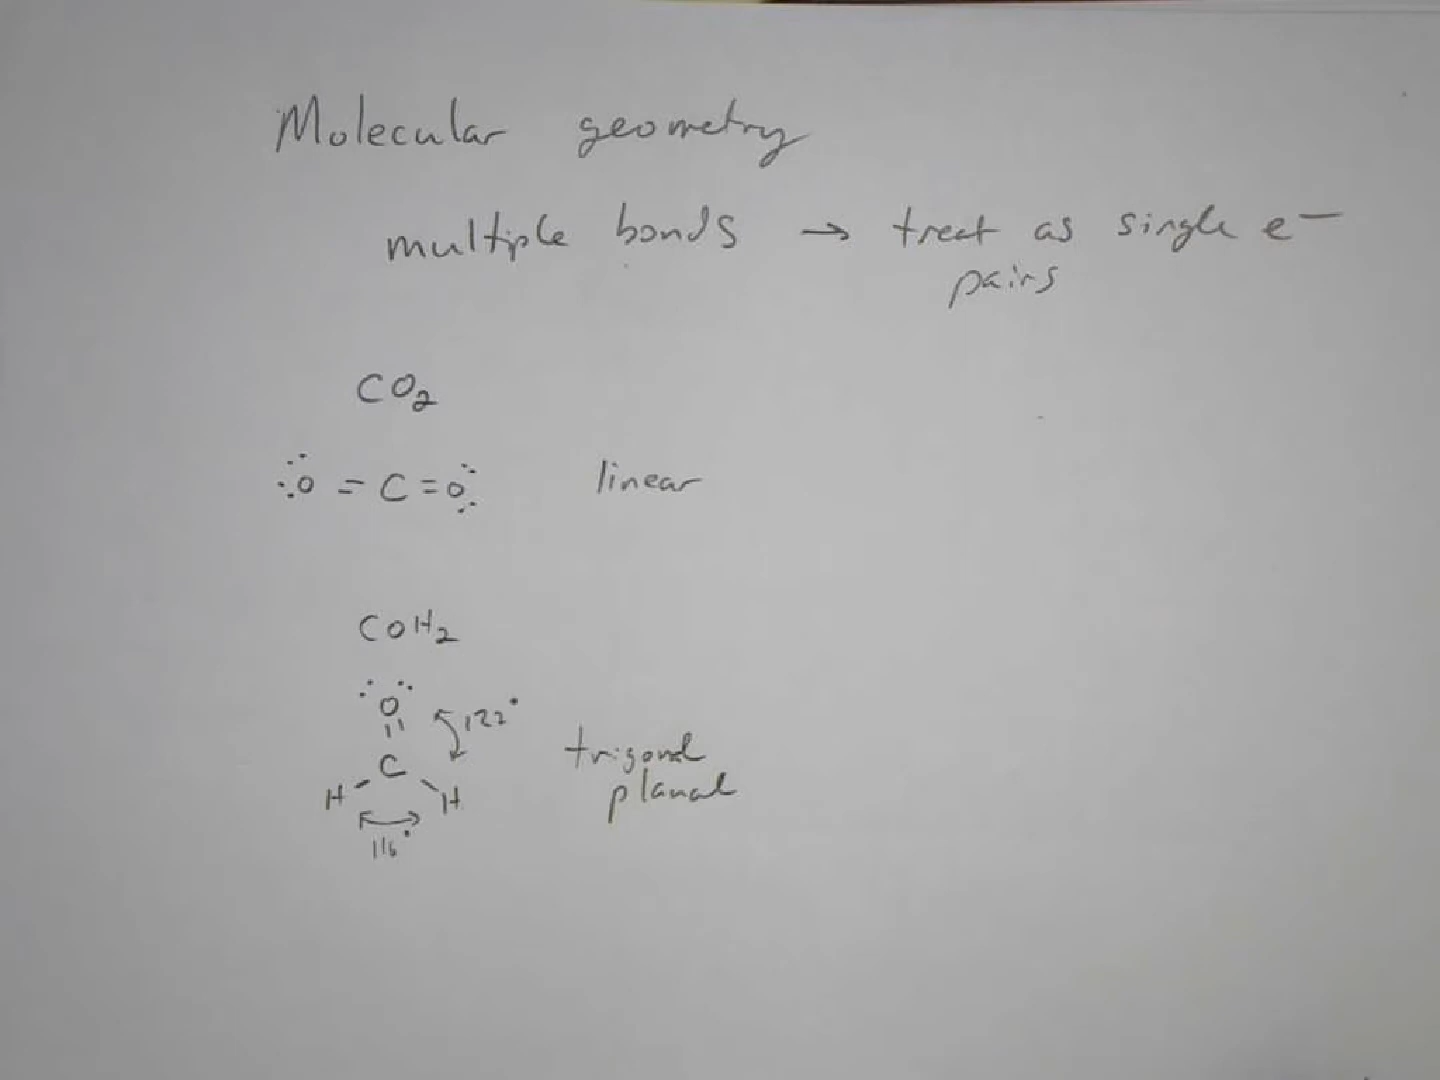 Molecular geometry
multiple bonds → treat as single e⁻
pairs
CO₂
:Ö=C=Ö: linear
COH₂
:Ö:
||
122°
C
trigonal
H H
planal
116°